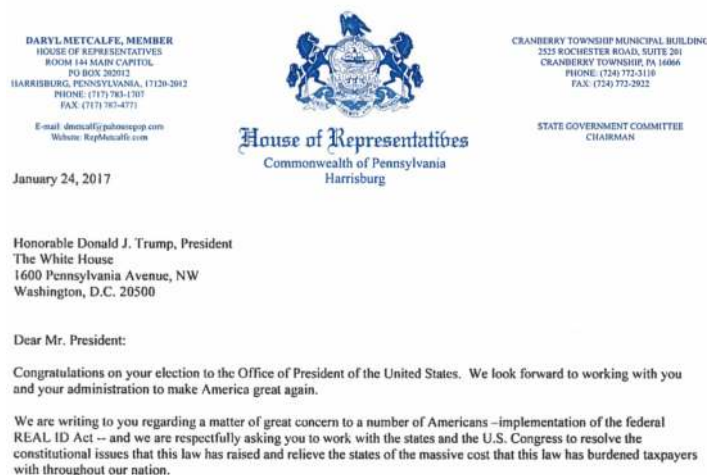 DARYL METCALFE, MEMBER
HOUSE OF REPRESENTATIVES
ROOM 144 MAIN CAPITOL
PO BOX 202012
HARRISBURG, PENNSYLVANIA, 17120-2012
PHONE: (717) 783-1707
FAX: (717) 787-4771
E-mail: dmetcalf@pahousegop.com
Website: RepMetcalfe.com
House of Representatives
Commonwealth of Pennsylvania
Harrisburg
CRANBERRY TOWNSHIP MUNICIPAL BUILDING
2525 ROCHESTER ROAD, SUITE 201
CRANBERRY TOWNSHIP, PA 16066
PHONE: (724) 772-3110
FAX: (724) 772-2922
STATE GOVERNMENT COMMITTEE
CHAIRMAN
January 24, 2017
Honorable Donald J. Trump, President
The White House
1600 Pennsylvania Avenue, NW
Washington, D.C. 20500
Dear Mr. President:
Congratulations on your election to the Office of President of the United States. We look forward to working with you
and your administration to make America great again.
We are writing to you regarding a matter of great concern to a number of Americans –implementation of the federal
REAL ID Act -- and we are respectfully asking you to work with the states and the U.S. Congress to resolve the
constitutional issues that this law has raised and relieve the states of the massive cost that this law has burdened taxpayers
with throughout our nation.